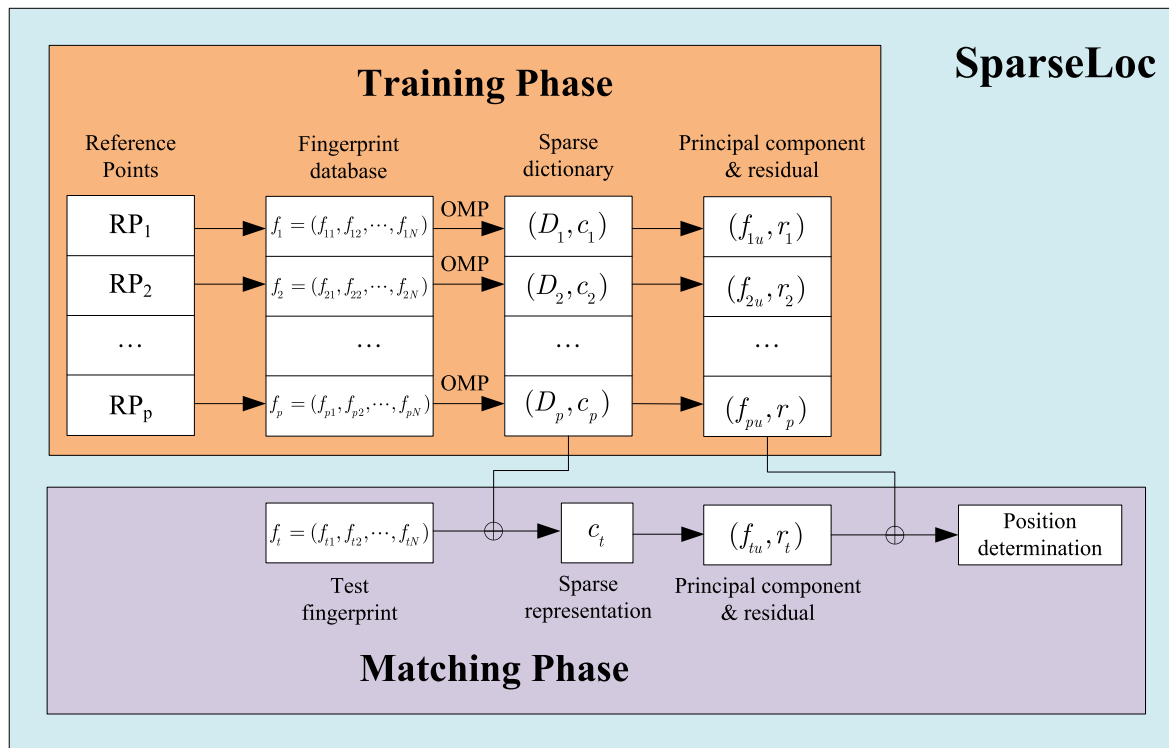 SparseLoc
Training Phase
Reference
Points
Fingerprint
database
Sparse
dictionary
Principal component
& residual
RP₁
f₁ = (f₁₁, f₁₂, ⋯, f₁N)
OMP
(D₁, c₁)
(f₁ᵤ, r₁)
RP₂
f₂ = (f₂₁, f₂₂, ⋯, f₂N)
OMP
(D₂, c₂)
(f₂ᵤ, r₂)
⋯
⋯
⋯
⋯
RPₚ
fₚ = (fₚ₁, fₚ₂, ⋯, fₚN)
OMP
(Dₚ, cₚ)
(fₚᵤ, rₚ)
fₜ = (fₜ₁, fₜ₂, ⋯, fₜN)
cₜ
(fₜᵤ, rₜ)
Position
determination
Test
fingerprint
Sparse
representation
Principal component
& residual
Matching Phase